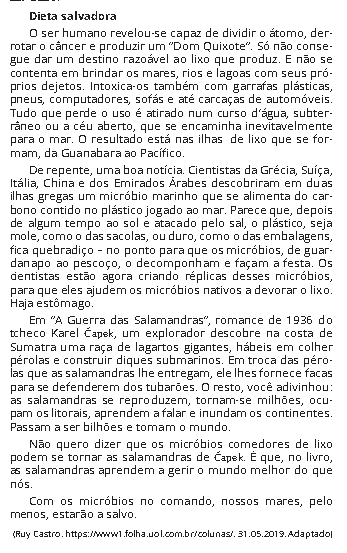 Dieta salvadora
O ser humano revelou-se capaz de dividir o átomo, der-
rotar o câncer e produzir um “Dom Quixote”. Só não conse-
gue dar um destino razoável ao lixo que produz. E não se
contenta em brindar os mares, rios e lagoas com seus pró-
prios dejetos. Intoxica-os também com garrafas plásticas,
pneus, computadores, sofás e até carcaças de automóveis.
Tudo que perde o uso é atirado num curso d’água, subter-
râneo ou a céu aberto, que se encaminha inevitavelmente
para o mar. O resultado está nas ilhas de lixo que se for-
mam, da Guanabara ao Pacífico.
De repente, uma boa notícia. Cientistas da Grécia, Suíça,
Itália, China e dos Emirados Árabes descobriram em duas
ilhas gregas um micróbio marinho que se alimenta do car-
bono contido no plástico jogado ao mar. Parece que, depois
de algum tempo ao sol e atacado pelo sal, o plástico, seja
mole, como o das sacolas, ou duro, como o das embalagens,
fica quebradiço – no ponto para que os micróbios, de guar-
danapo ao pescoço, o decomponham e façam a festa. Os
cientistas estão agora criando réplicas desses micróbios,
para que eles ajudem os micróbios nativos a devorar o lixo.
Haja estômago.
Em “A Guerra das Salamandras”, romance de 1936 do
tcheco Karel Čapek, um explorador descobre na costa de
Sumatra uma raça de lagartos gigantes, hábeis em colher
pérolas e construir diques submarinos. Em troca das péro-
las que as salamandras lhe entregam, ele lhes fornece facas
para se defenderem dos tubarões. O resto, você adivinhou:
as salamandras se reproduzem, tornam-se milhões, ocu-
pam os litorais, aprendem a falar e inundam os continentes.
Passam a ser bilhões e tomam o mundo.
Não quero dizer que os micróbios comedores de lixo
podem se tornar as salamandras de Čapek. É que, no livro,
as salamandras aprendem a gerir o mundo melhor do que
nós.
Com os micróbios no comando, nossos mares, pelo
menos, estarão a salvo.
(Ruy Castro. https://www1.folha.uol.com.br/colunas/. 31.05.2019. Adaptado)